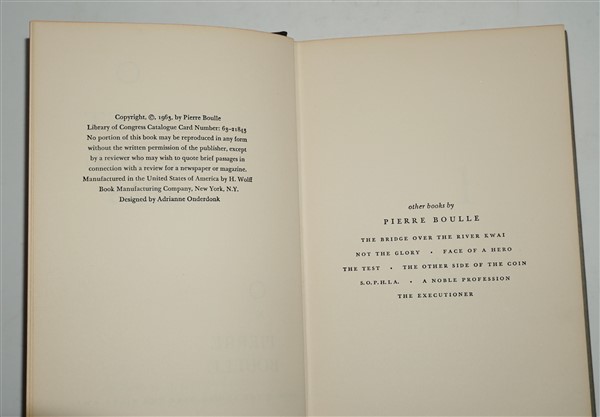 Copyright, ©, 1963, by Pierre Boulle
Library of Congress Catalogue Card Number: 63-21843
No portion of this book may be reproduced in any form
without the written permission of the publisher, except
by a reviewer who may wish to quote brief passages in
connection with a review for a newspaper or magazine.
Manufactured in the United States of America by H. Wolff
Book Manufacturing Company, New York, N.Y.
Designed by Adrianne Onderdonk
other books by
PIERRE BOULLE
THE BRIDGE OVER THE RIVER KWAI
NOT THE GLORY · FACE OF A HERO
THE TEST · THE OTHER SIDE OF THE COIN
S.O.P.H.I.A. · A NOBLE PROFESSION
THE EXECUTIONER